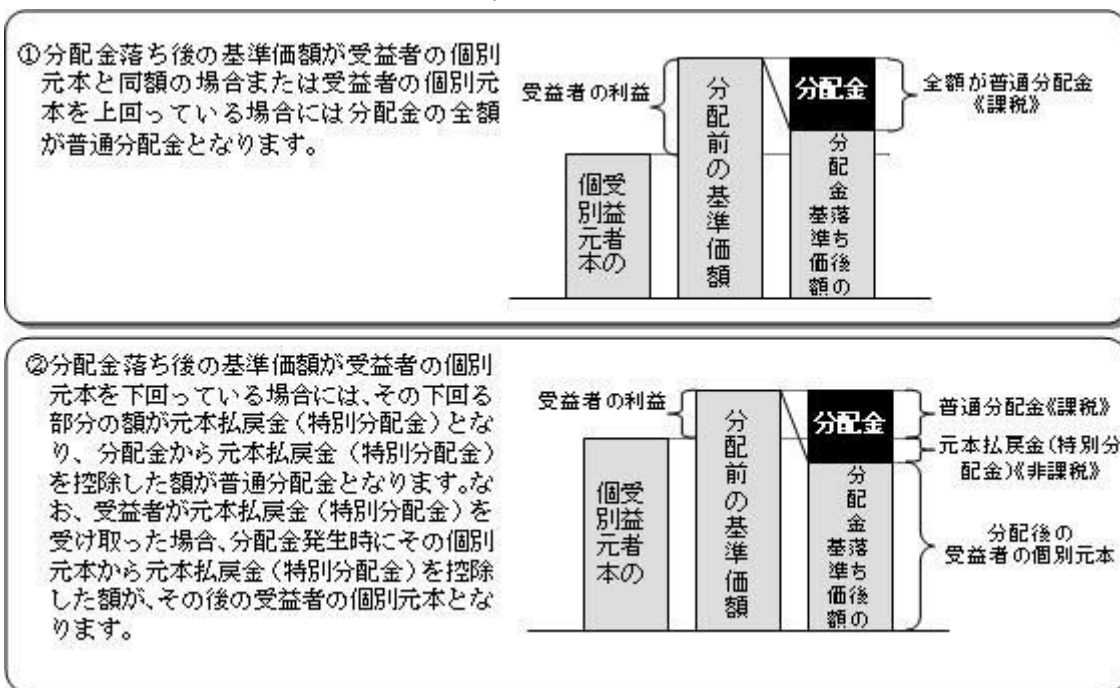 ①分配金落ち後の基準価額が受益者の個別
元本と同額の場合または受益者の個別元
本を上回っている場合には分配金の全額
が普通分配金となります。
受益者の利益
受益者の
個別元本
分配前の基準価額
分配金
分配金落ち後の
基準価額
全額が普通分配金
《課税》
②分配金落ち後の基準価額が受益者の個別
元本を下回っている場合には、その下回る
部分の額が元本払戻金（特別分配金）とな
り、分配金から元本払戻金（特別分配金）
を控除した額が普通分配金となります。な
お、受益者が元本払戻金（特別分配金）を
受け取った場合、分配金発生時にその個別
元本から元本払戻金（特別分配金）を控除
した額が、その後の受益者の個別元本とな
ります。
受益者の利益
受益者の
個別元本
分配前の基準価額
分配金
分配金落ち後の
基準価額
普通分配金《課税》
元本払戻金（特別分
配金）《非課税》
分配後の
受益者の個別元本